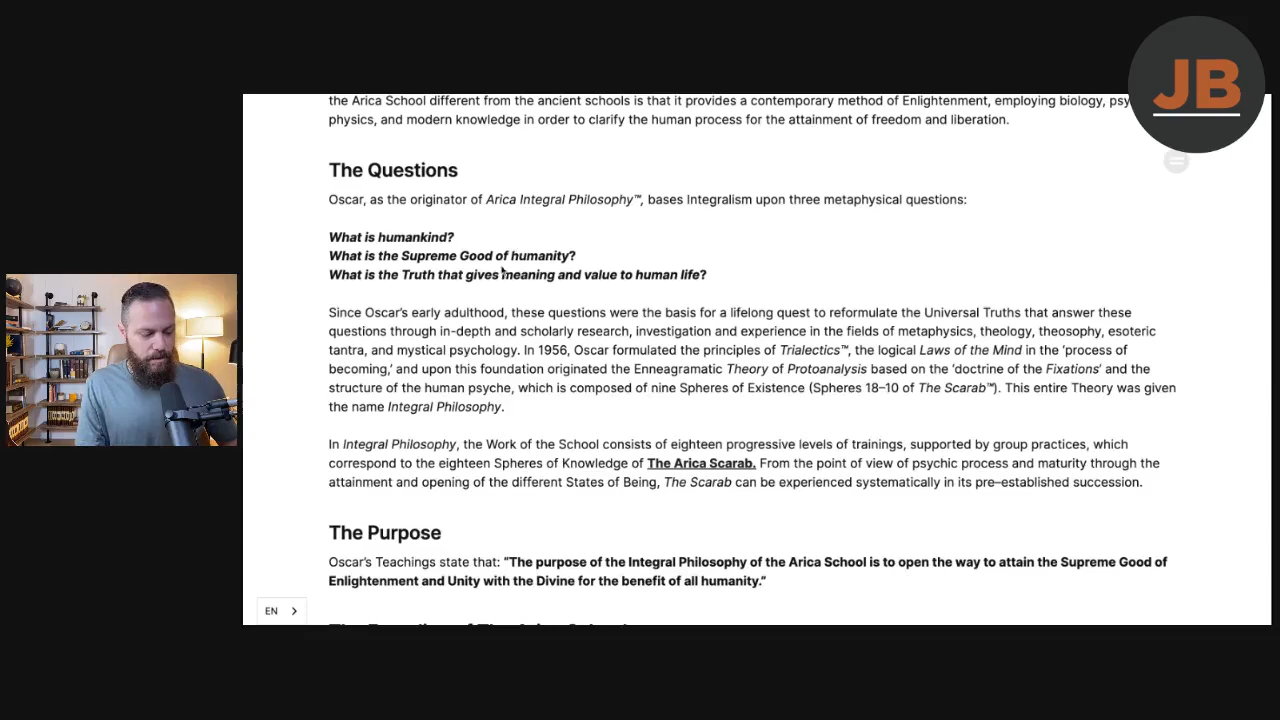 JB
the Arica School different from the ancient schools is that it provides a contemporary method of Enlightenment, employing biology,
physics, and modern knowledge in order to clarify the human process for the attainment of freedom and liberation.
The Questions
Oscar, as the originator of Arica Integral Philosophy™, bases Integralism upon three metaphysical questions:
What is humankind?
What is the Supreme Good of humanity?
What is the Truth that gives meaning and value to human life?
Since Oscar's early adulthood, these questions were the basis for a lifelong quest to reformulate the Universal Truths that answer these
questions through in-depth and scholarly research, investigation and experience in the fields of metaphysics, theology, theosophy, esoteric
tantra, and mystical psychology. In 1956, Oscar formulated the principles of Trialectics™, the logical Laws of the Mind in the 'process of
becoming,' and upon this foundation originated the Enneagramatic Theory of Protoanalysis based on the 'doctrine of the Fixations' and the
structure of the human psyche, which is composed of nine Spheres of Existence (Spheres 18–10 of The Scarab™). This entire Theory was given
the name Integral Philosophy.
In Integral Philosophy, the Work of the School consists of eighteen progressive levels of trainings, supported by group practices, which
correspond to the eighteen Spheres of Knowledge of The Arica Scarab. From the point of view of psychic process and maturity through the
attainment and opening of the different States of Being, The Scarab can be experienced systematically in its pre–established succession.
The Purpose
Oscar's Teachings state that: "The purpose of the Integral Philosophy of the Arica School is to open the way to attain the Supreme Good of
Enlightenment and Unity with the Divine for the benefit of all humanity."
EN